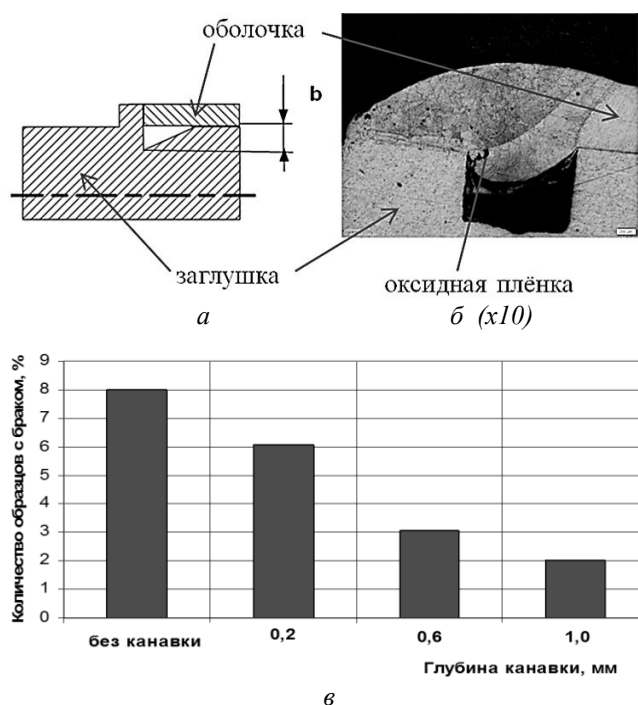 оболочка
b
заглушка
оксидная плёнка
а
б (х10)
Количество образцов с браком, %
9
8
7
6
5
4
3
2
1
0
без канавки
0,2
0,6
1,0
Глубина канавки, мм
в